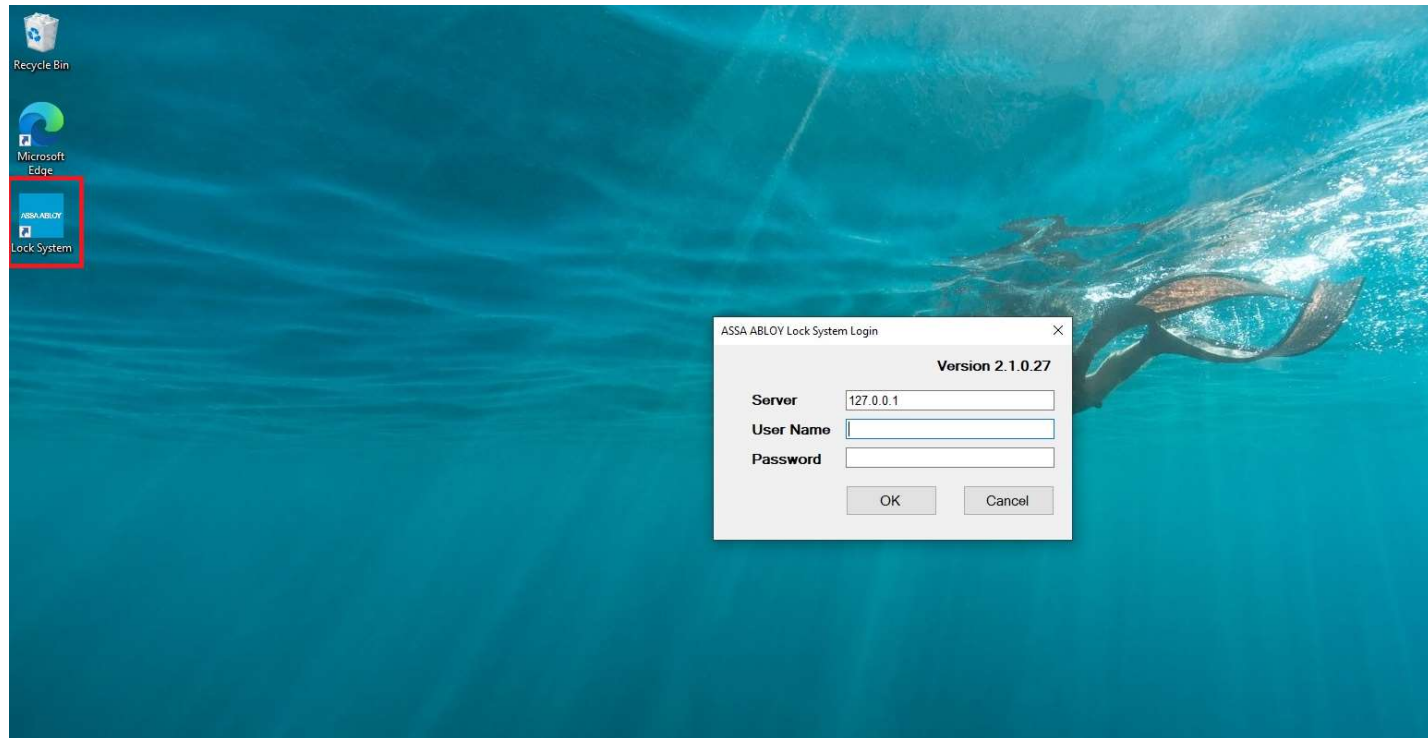 Recycle Bin
Microsoft
Edge
ASSA ABLOY
Lock System
ASSA ABLOY Lock System Login
Version 2.1.0.27
Server 127.0.0.1
User Name
Password
OK Cancel